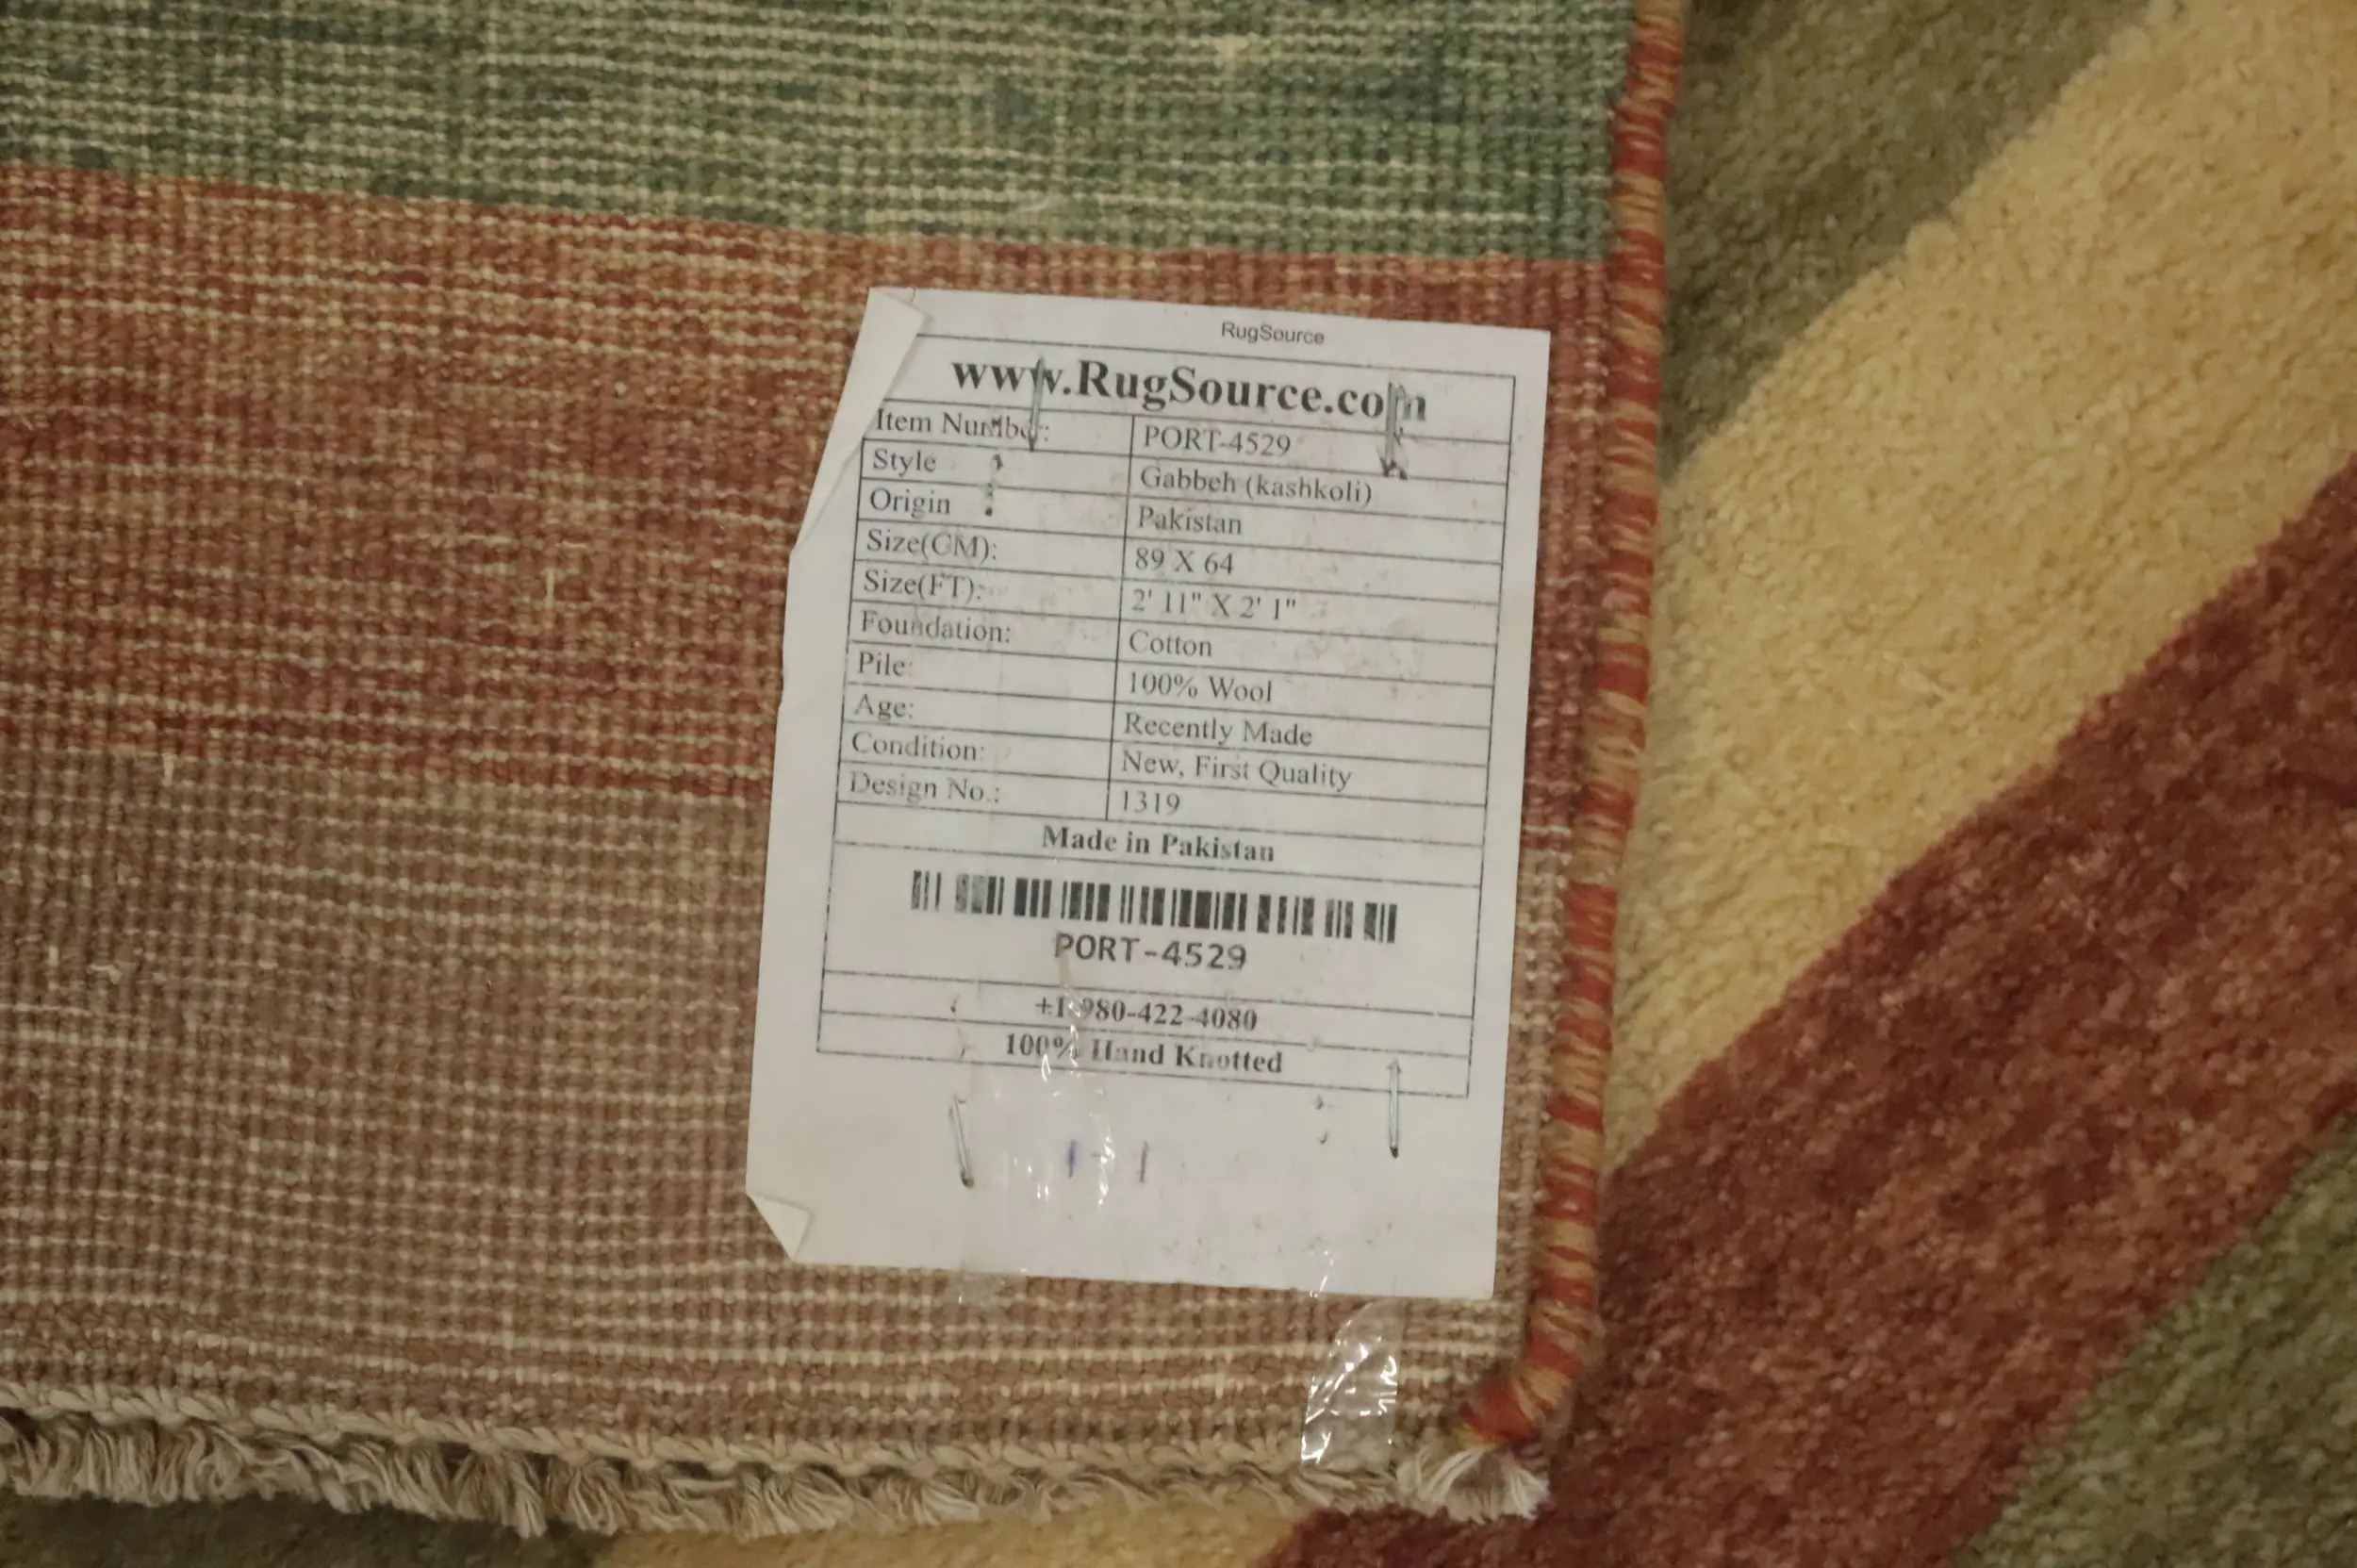 RugSource
www.RugSource.com
Item Number: PORT-4529
Style : Gabbeh (kashkoli)
Origin : Pakistan
Size(CM): 89 X 64
Size(FT): 2' 11" X 2' 1"
Foundation: Cotton
Pile: 100% Wool
Age: Recently Made
Condition: New, First Quality
Design No.: 1319
Made in Pakistan
PORT-4529
+1-980-422-4080
100% Hand Knotted
1-1